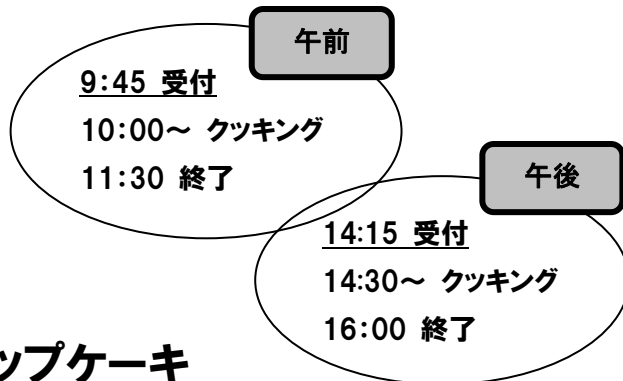 午前
9:45 受付
10:00～ クッキング
11:30 終了
午後
14:15 受付
14:30～ クッキング
16:00 終了
ップケーキ